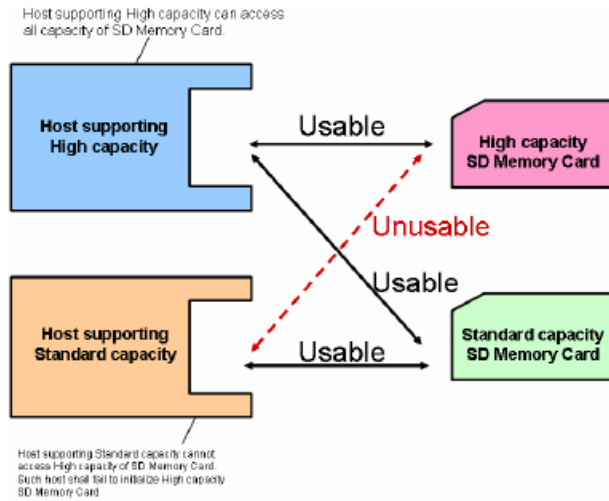 Host supporting High capacity can access
all capacity of SD Memory Card.
Host supporting
High capacity
Usable
High capacity
SD Memory Card
Unusable
Usable
Host supporting
Standard capacity
Usable
Standard capacity
SD Memory Card
Host supporting Standard capacity cannot
access High capacity of SD Memory Card.
Such host shall fail to initialize High capacity
SD Memory Card